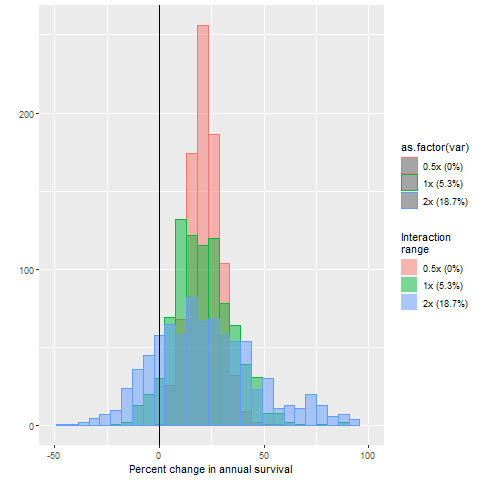 200
100
0
-50
0
50
100
Percent change in annual survival
as.factor(var)
0.5x (0%)
1x (5.3%)
2x (18.7%)
Interaction
range
0.5x (0%)
1x (5.3%)
2x (18.7%)